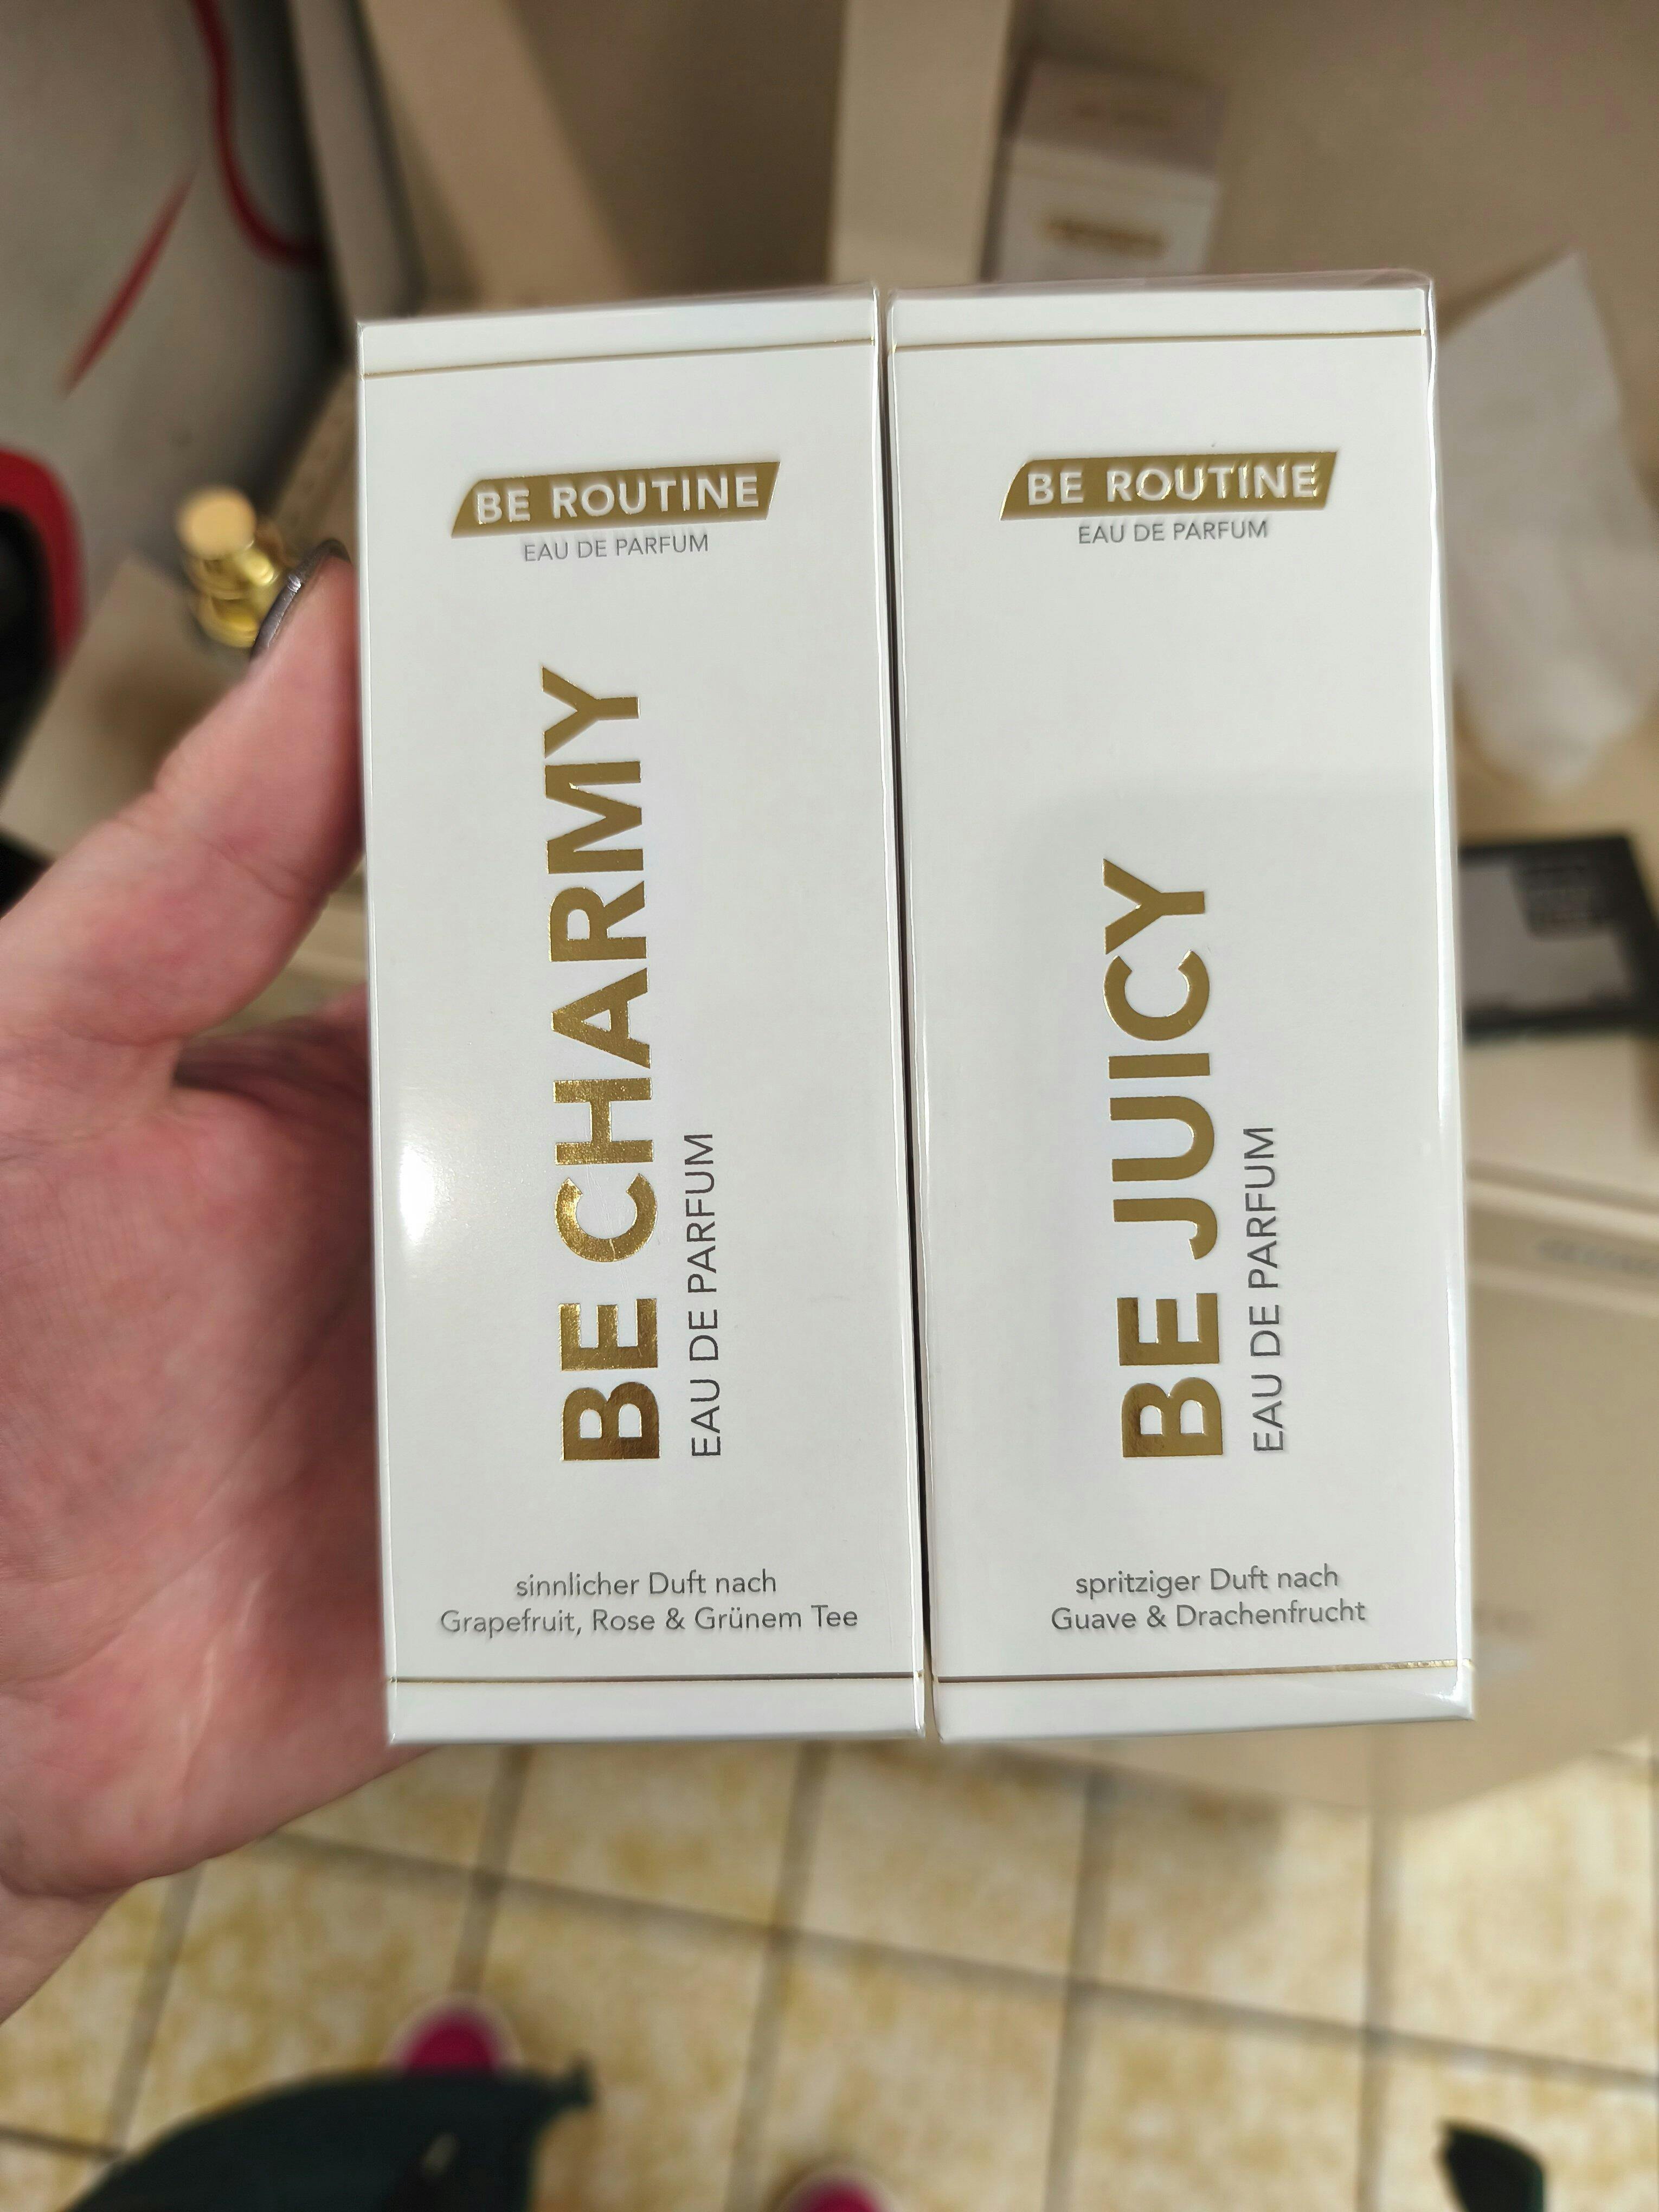 BE ROUTINE
EAU DE PARFUM
BE CHARMY
EAU DE PARFUM
sinnlicher Duft nach
Grapefruit, Rose & Grünem Tee
BE ROUTINE
EAU DE PARFUM
BE JUICY
EAU DE PARFUM
spritziger Duft nach
Guave & Drachenfrucht